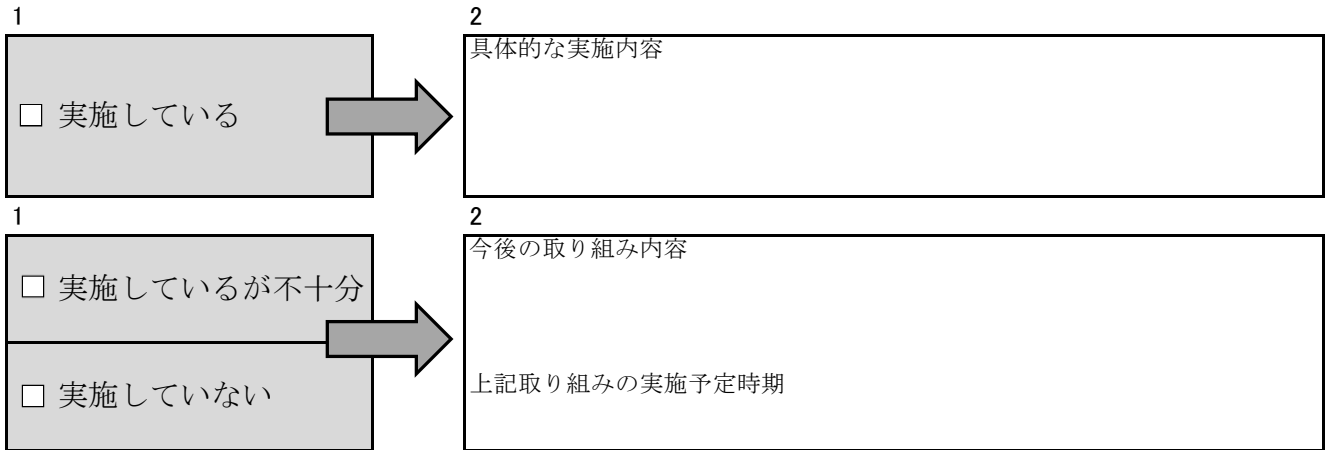 1
2
□ 実施している
具体的な実施内容
1
2
□ 実施しているが不十分
□ 実施していない
今後の取り組み内容
上記取り組みの実施予定時期